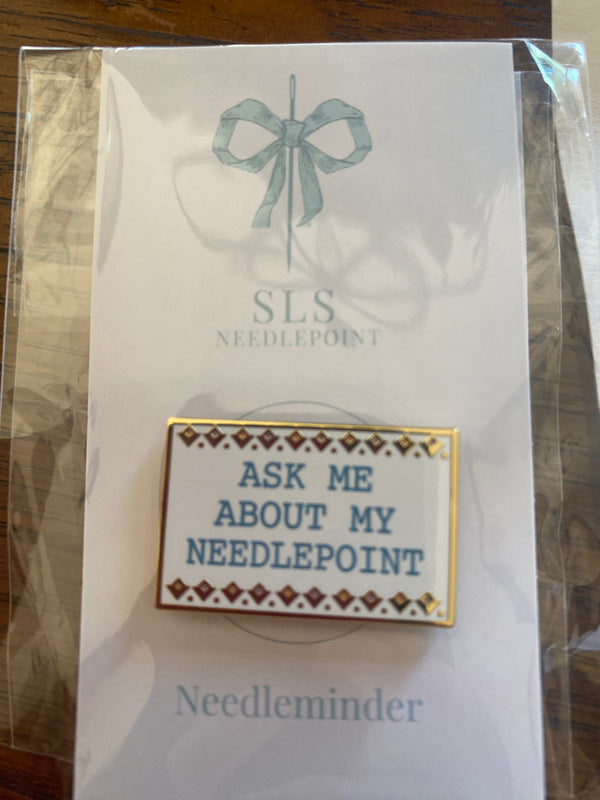 SLS
NEEDLEPOINT
ASK ME
ABOUT MY
NEEDLEPOINT
Needleminder